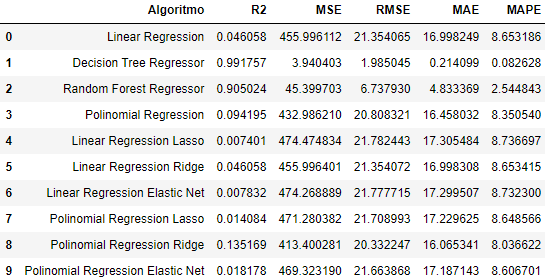 Algoritmo R2 MSE RMSE MAE MAPE
0 Linear Regression 0.046058 455.996112 21.354065 16.998249 8.653186
1 Decision Tree Regressor 0.991757 3.940403 1.985045 0.214099 0.082628
2 Random Forest Regressor 0.905024 45.399703 6.737930 4.833369 2.544843
3 Polinomial Regression 0.094195 432.986210 20.808321 16.458032 8.350540
4 Linear Regression Lasso 0.007401 474.474834 21.782443 17.305484 8.736697
5 Linear Regression Ridge 0.046058 455.996401 21.354072 16.998308 8.653415
6 Linear Regression Elastic Net 0.007832 474.268889 21.777715 17.299507 8.732300
7 Polinomial Regression Lasso 0.014084 471.280382 21.708993 17.229625 8.648566
8 Polinomial Regression Ridge 0.135169 413.400281 20.332247 16.065341 8.036622
9 Polinomial Regression Elastic Net 0.018178 469.323190 21.663868 17.187143 8.606701